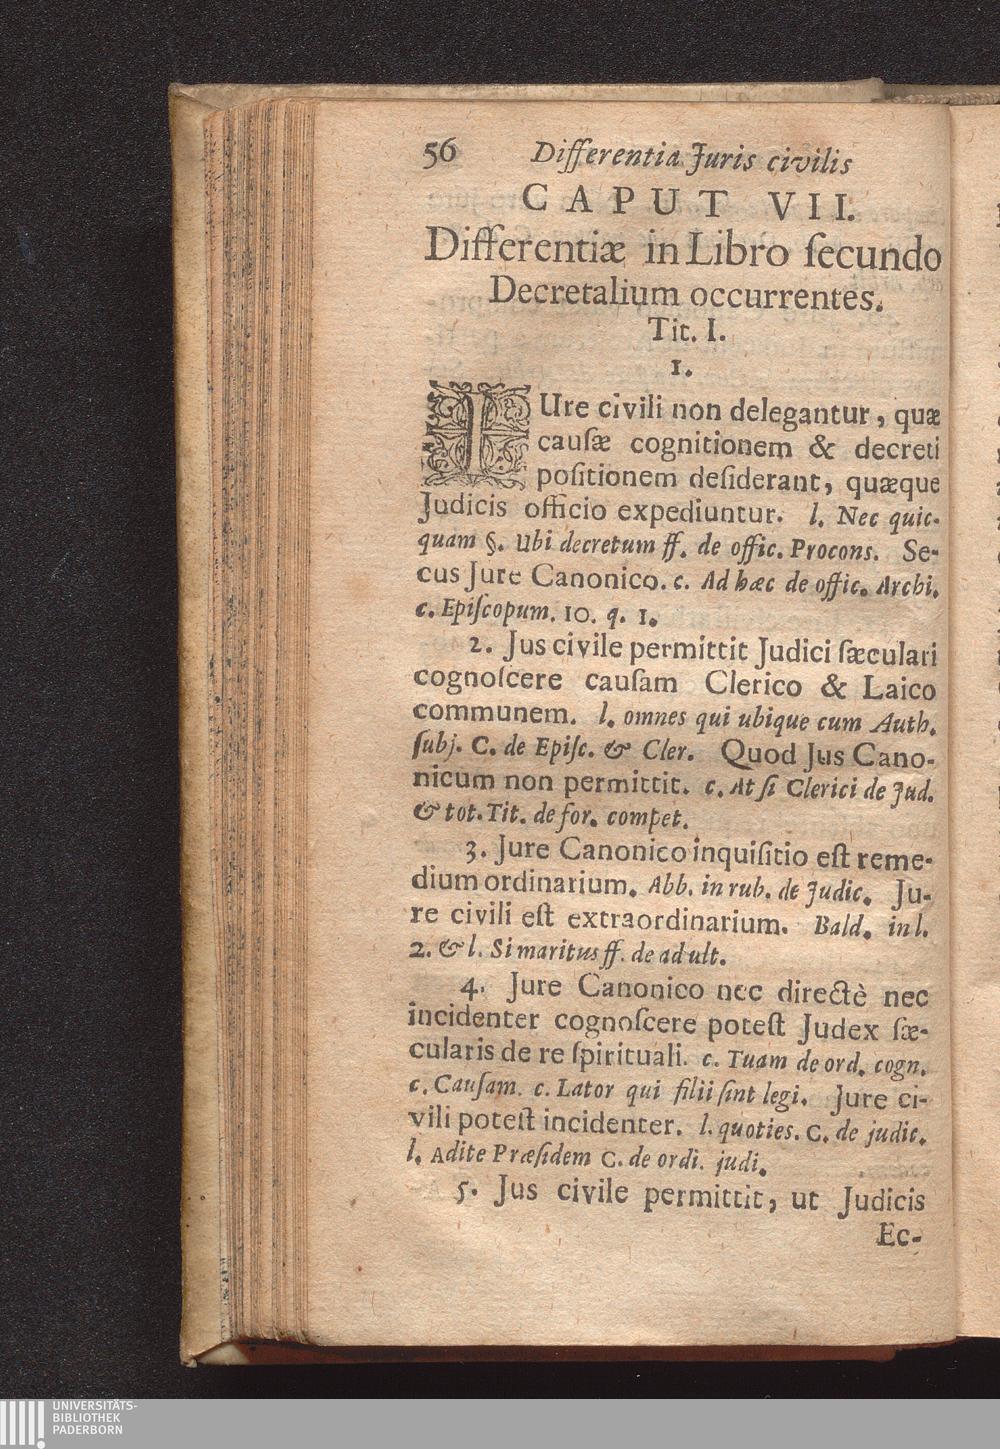 56 Differentia Juris civilis
CAPUT VII.
Differentiæ in Libro ſecundo
Decretalium occurrentes.
Tit. I.
1.
IUre civili non delegantur, quæ
cauſæ cognitionem & decreti
poſitionem deſiderant, quæque
Judicis officio expediuntur. l. Nec quic-
quam §. Ubi decretum ff. de offic. Procons. Se-
cus Jure Canonico. c. Ad hæc de offic. Archi.
c. Epiſcopum. 10. q. 1.
2. Jus civile permittit Judici ſæculari
cognoſcere cauſam Clerico & Laico
communem. l. omnes qui ubique cum Auth.
ſubj. C. de Epiſc. & Cler. Quod Jus Cano-
nicum non permittit. c. At ſi Clerici de Jud.
& tot. Tit. de for. compet.
3. Jure Canonico inquiſitio eſt reme-
dium ordinarium. Abb. in rub. de Judic. Ju-
re civili eſt extraordinarium. Bald. in l.
2. & l. Si maritus ff. de adult.
4. Jure Canonico nec directè nec
incidenter cognoſcere poteſt Judex ſæ-
cularis de re ſpirituali. c. Tuam de ord. cogn.
c. Cauſam. c. Lator qui filii ſint legi. Jure ci-
vili poteſt incidenter. l. quoties. C. de judic.
l. Adite Præſidem C. de ordi. judi.
5. Jus civile permittit, ut Judicis
Ec-
UNIVERSITÄTS-
BIBLIOTHEK
PADERBORN